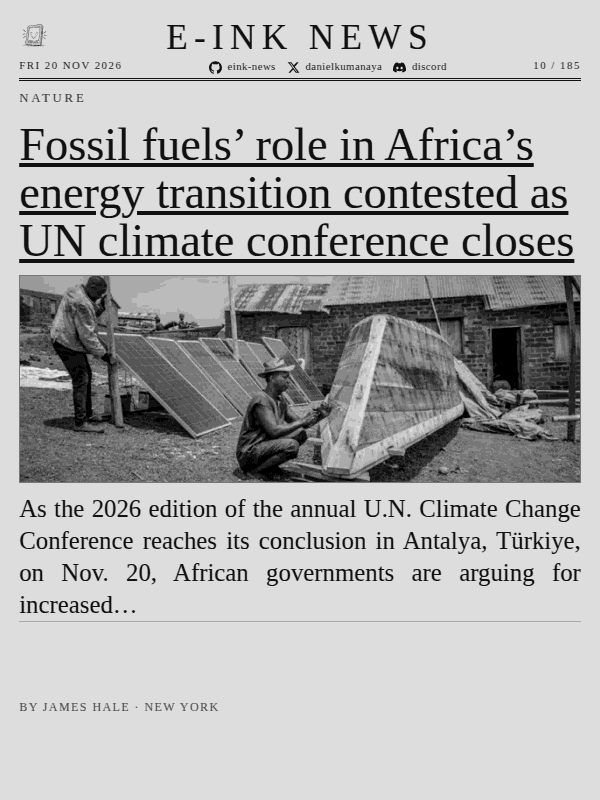 E-INK NEWS
FRI 20 NOV 2026
eink-news danielkumanaya discord
10 / 185
NATURE
Fossil fuels’ role in Africa’s
energy transition contested as
UN climate conference closes
As the 2026 edition of the annual U.N. Climate Change
Conference reaches its conclusion in Antalya, Türkiye,
on Nov. 20, African governments are arguing for
increased…
BY JAMES HALE · NEW YORK